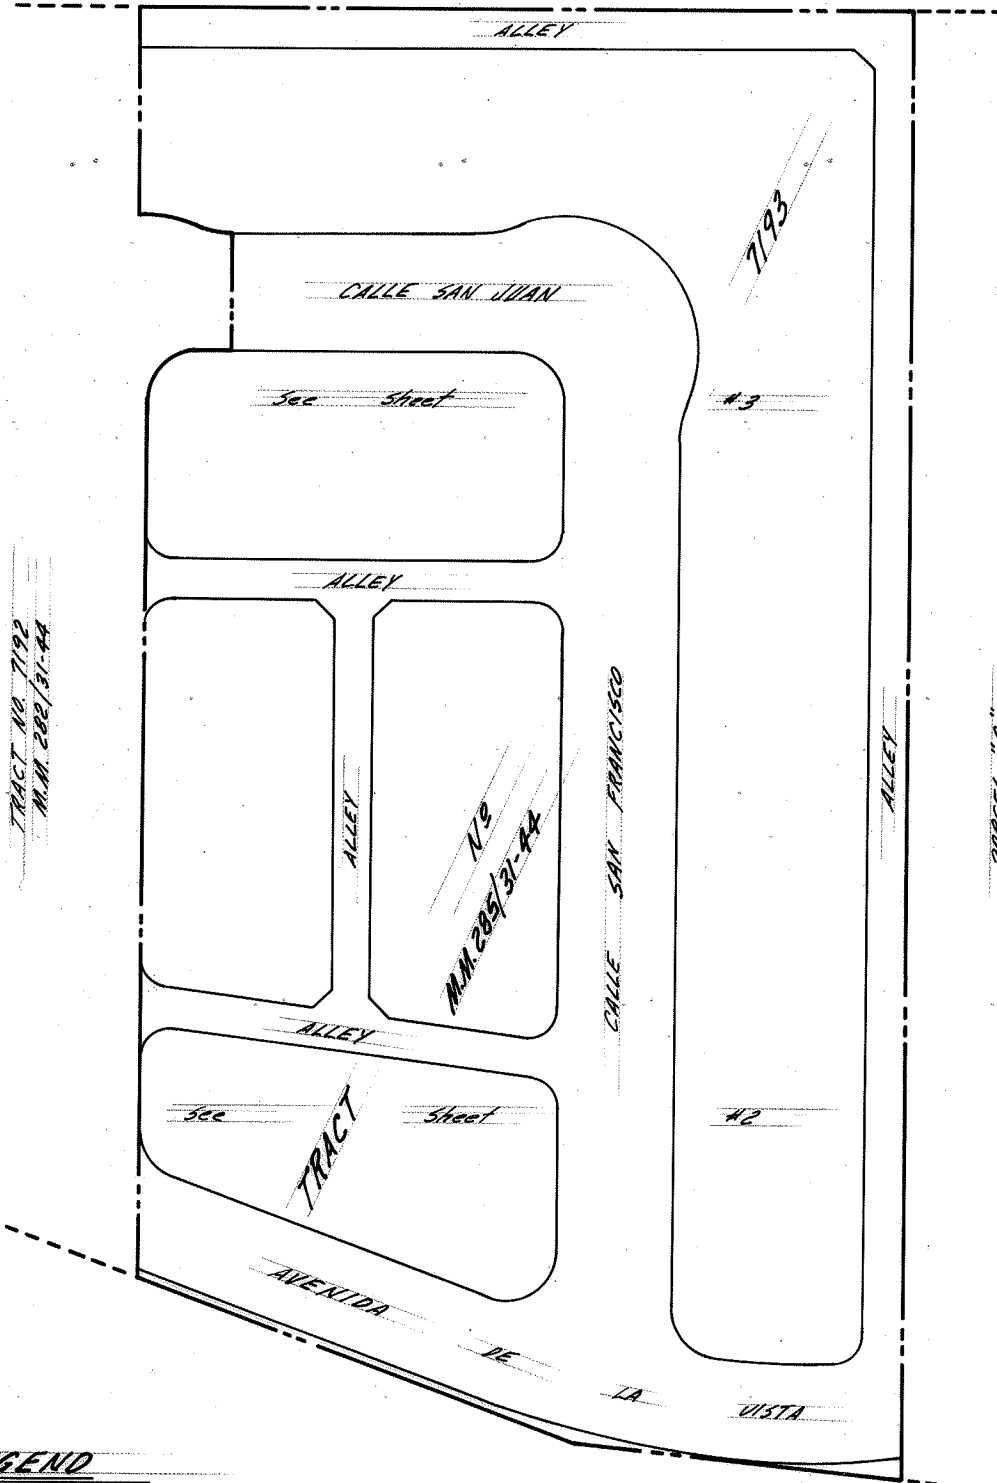 ALLEY
7193
CALLE SAN JUAN
See Sheet #3
ALLEY
TRACT NO. 7192
M.M. 282/31-44
ALLEY
Nº
M.M. 285/31-44
CALLE SAN FRANCISCO
ALLEY
ALLEY
TRACT
See Sheet #2
AVENIDA DE LA VISTA